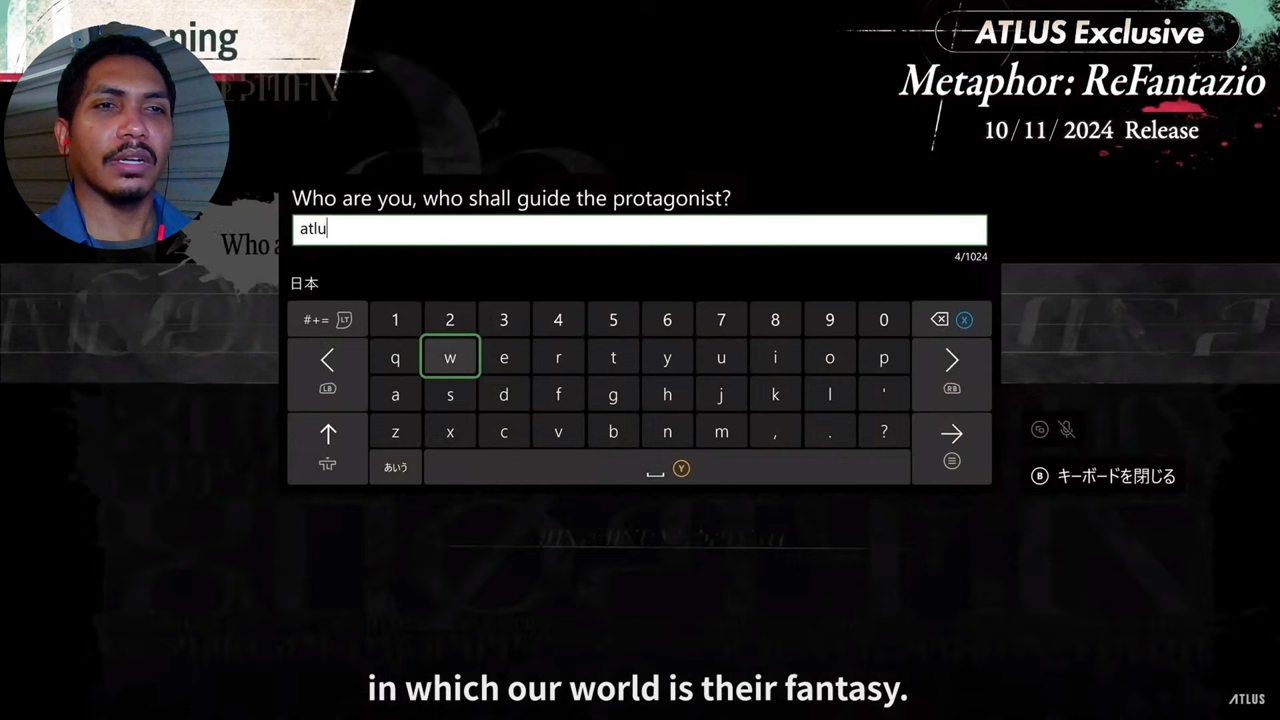 ATLUS Exclusive
Metaphor: ReFantazio
10/11/2024 Release
Who are you, who shall guide the protagonist?
atlu
4/1024
Who
日本
#+= LT 1 2 3 4 5 6 7 8 9 0 X
LB q w e r t y u i o p RB
a s d f g h j k l '
z x c v b n m , . ?
あいう Y
B キーボードを閉じる
in which our world is their fantasy.
ATLUS